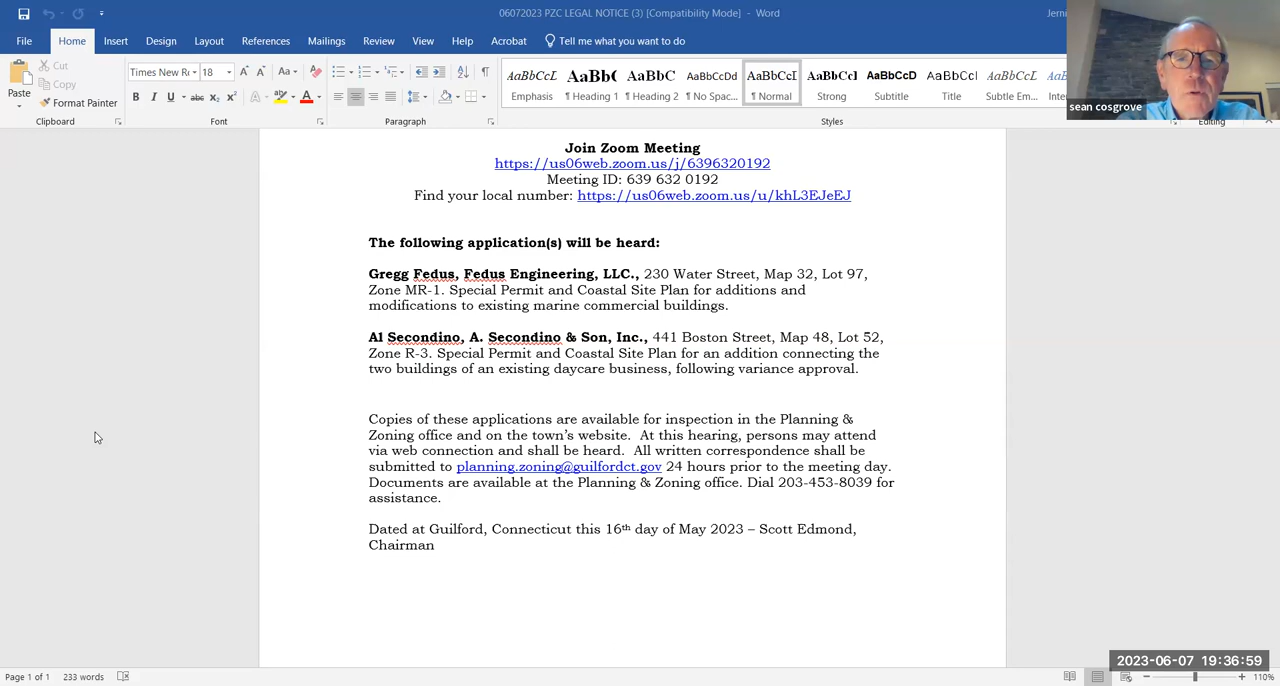 06072023 PZC LEGAL NOTICE (3) [Compatibility Mode] - Word
Jerni
File Home Insert Design Layout References Mailings Review View Help Acrobat Tell me what you want to do
Paste
Cut
Copy
Format Painter
Clipboard
Times New R 18
Font
Paragraph
AaBbCcL AaBbC AaBbC AaBbCcDd AaBbCcI AaBbCcI AaBbCcD AaBbCcD AaBbCcL
Emphasis ¶ Heading 1 ¶ Heading 2 ¶ No Spac... ¶ Normal Strong Subtitle Title Subtle Em...
Styles
Editing
sean cosgrove
Join Zoom Meeting
https://us06web.zoom.us/j/6396320192
Meeting ID: 639 632 0192
Find your local number: https://us06web.zoom.us/u/khL3EJeEJ
The following application(s) will be heard:
Gregg Fedus, Fedus Engineering, LLC., 230 Water Street, Map 32, Lot 97,
Zone MR-1. Special Permit and Coastal Site Plan for additions and
modifications to existing marine commercial buildings.
Al Secondino, A. Secondino & Son, Inc., 441 Boston Street, Map 48, Lot 52,
Zone R-3. Special Permit and Coastal Site Plan for an addition connecting the
two buildings of an existing daycare business, following variance approval.
Copies of these applications are available for inspection in the Planning &
Zoning office and on the town's website. At this hearing, persons may attend
via web connection and shall be heard. All written correspondence shall be
submitted to planning.zoning@guilfordct.gov 24 hours prior to the meeting day.
Documents are available at the Planning & Zoning office. Dial 203-453-8039 for
assistance.
Dated at Guilford, Connecticut this 16th day of May 2023 – Scott Edmond,
Chairman
2023-06-07 19:36:59
Page 1 of 1 233 words
110%